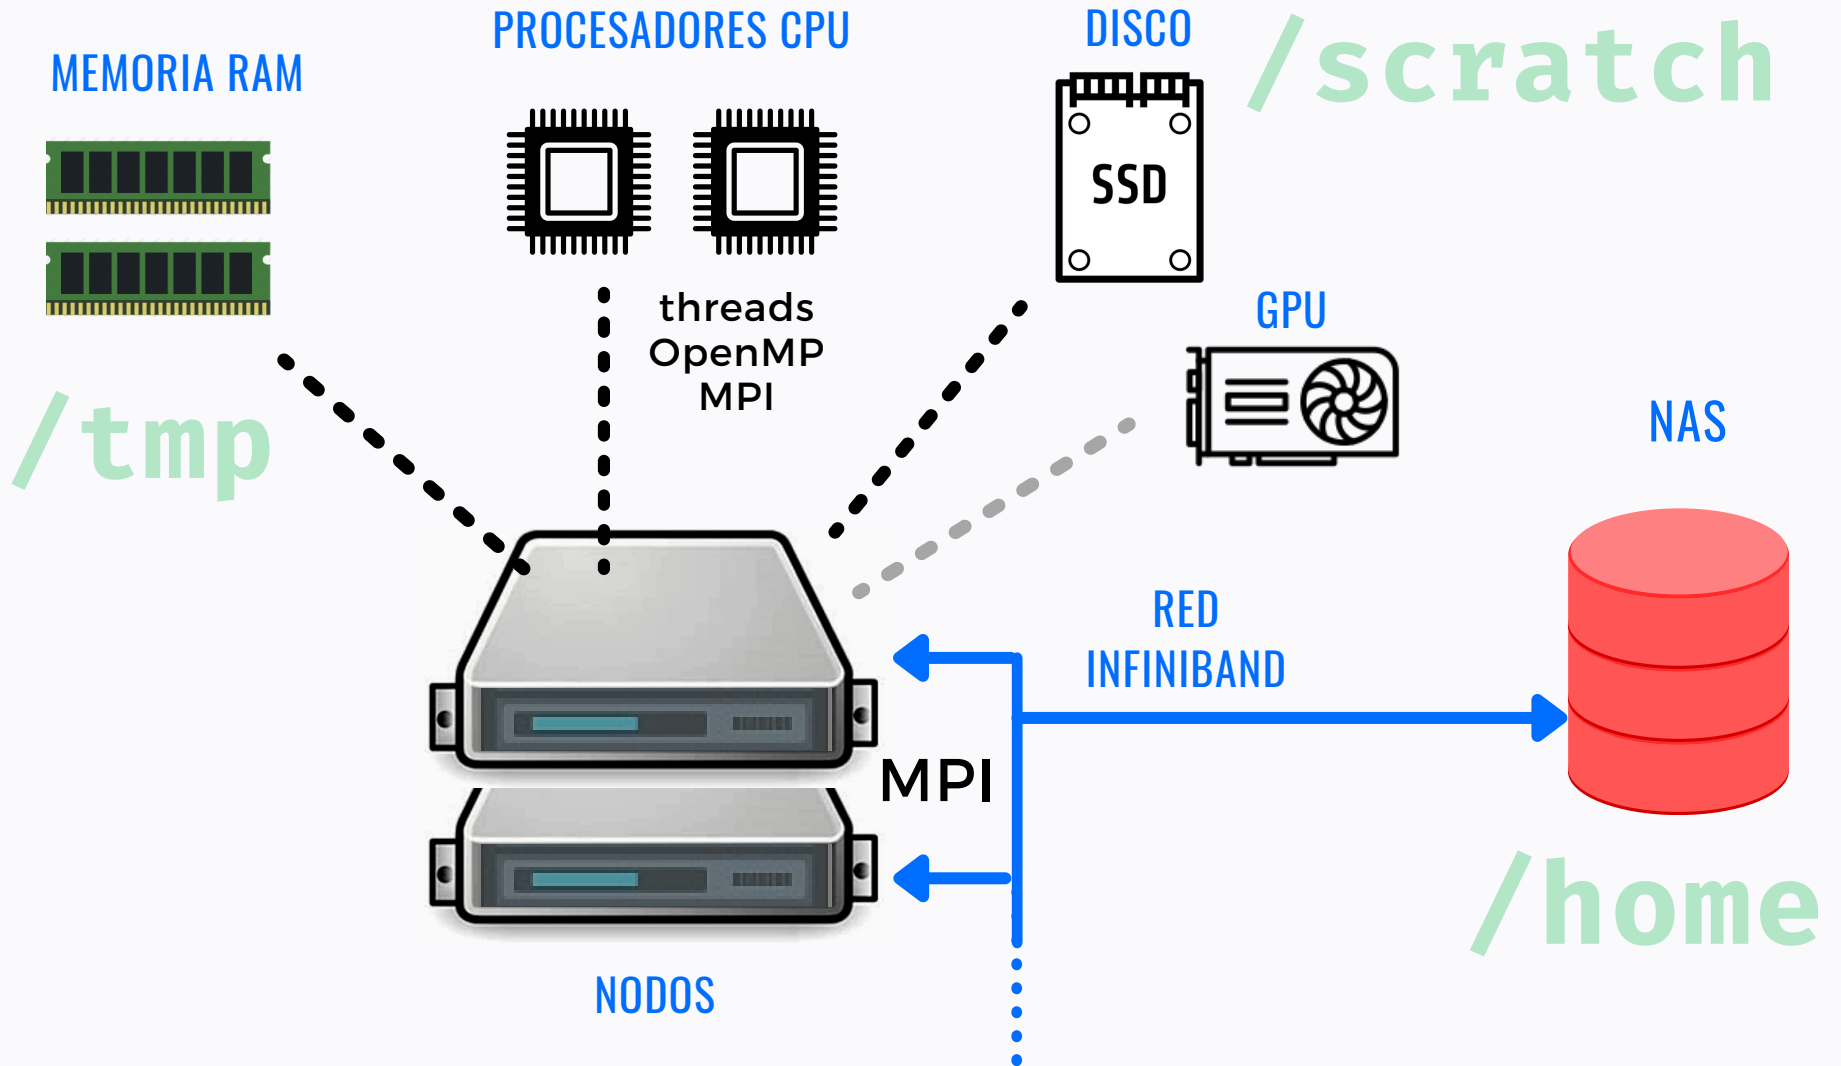 PROCESADORES CPU
DISCO
/scratch
MEMORIA RAM
SSD
threads
OpenMP
MPI
GPU
/tmp
NAS
RED
INFINIBAND
MPI
/home
NODOS